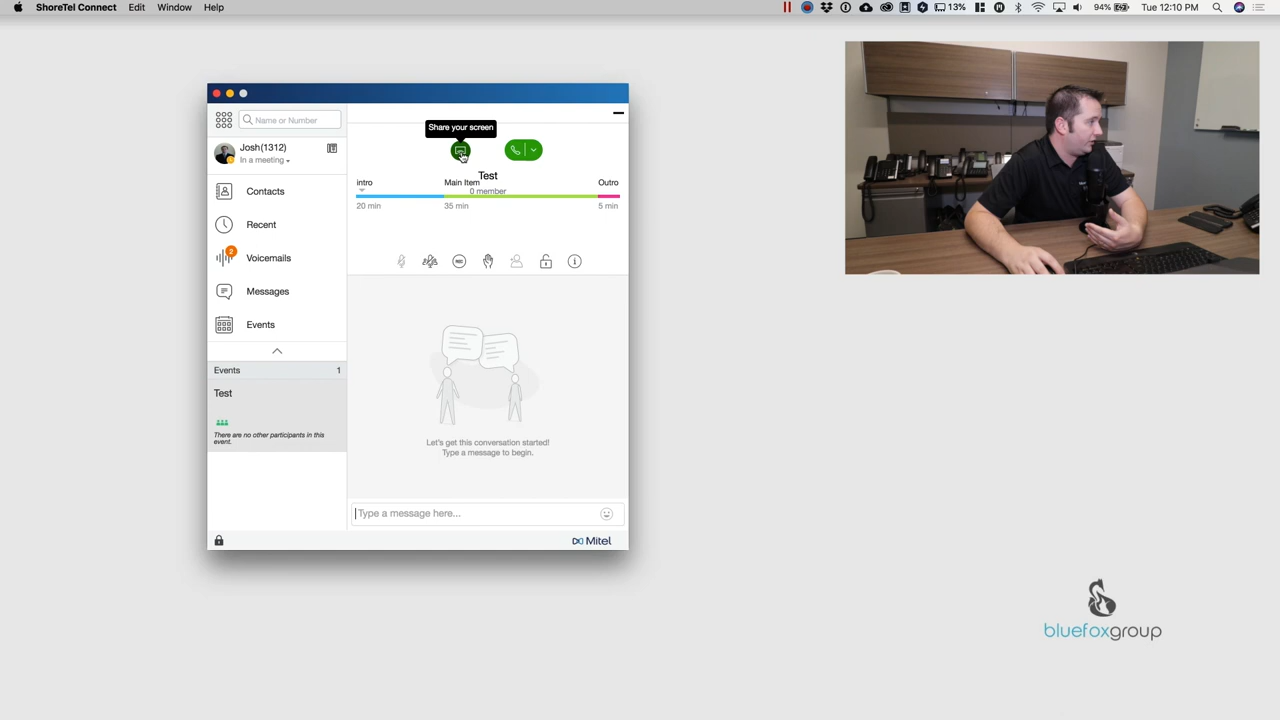 ShoreTel Connect Edit Window Help
13% 94% Tue 12:10 PM
Name or Number
Share your screen
Josh(1312)
In a meeting
Test
intro Main Item Outro
0 member
20 min 35 min 5 min
Contacts
Recent
2
Voicemails
REC
Messages
Events
Events 1
Test
There are no other participants in this
event.
Let's get this conversation started!
Type a message to begin.
Type a message here...
Mitel
bluefoxgroup